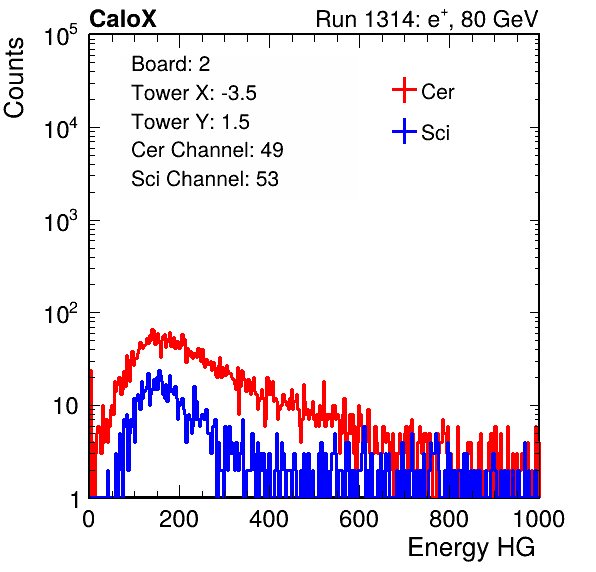 CaloX Run 1314: e⁺, 80 GeV
Counts
10⁵
10⁴
10³
10²
10
1
Board: 2
Tower X: -3.5
Tower Y: 1.5
Cer Channel: 49
Sci Channel: 53
Cer
Sci
0 200 400 600 800 1000
Energy HG